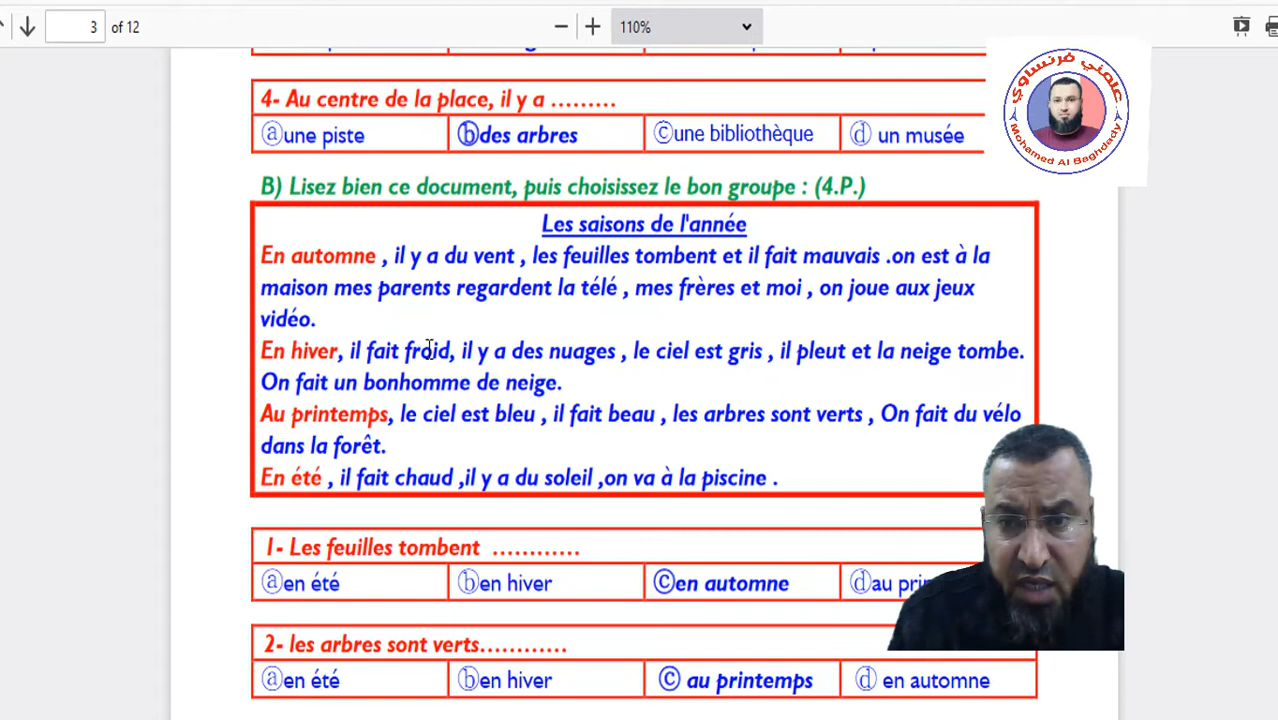 3 of 12
110%
علمني فرنساوي
Mohamed Al Baghdady
4- Au centre de la place, il y a .........
ⓐune piste ⓑdes arbres ⓒune bibliothèque ⓓ un musée
B) Lisez bien ce document, puis choisissez le bon groupe : (4.P.)
Les saisons de l'année
En automne , il y a du vent , les feuilles tombent et il fait mauvais .on est à la
maison mes parents regardent la télé , mes frères et moi , on joue aux jeux
vidéo.
En hiver, il fait froid, il y a des nuages , le ciel est gris , il pleut et la neige tombe.
On fait un bonhomme de neige.
Au printemps, le ciel est bleu , il fait beau , les arbres sont verts , On fait du vélo
dans la forêt.
En été , il fait chaud ,il y a du soleil ,on va à la piscine .
1- Les feuilles tombent ............
ⓐen été ⓑen hiver ⓒen automne ⓓau
2- les arbres sont verts............
ⓐen été ⓑen hiver ⓒ au printemps ⓓ en automne